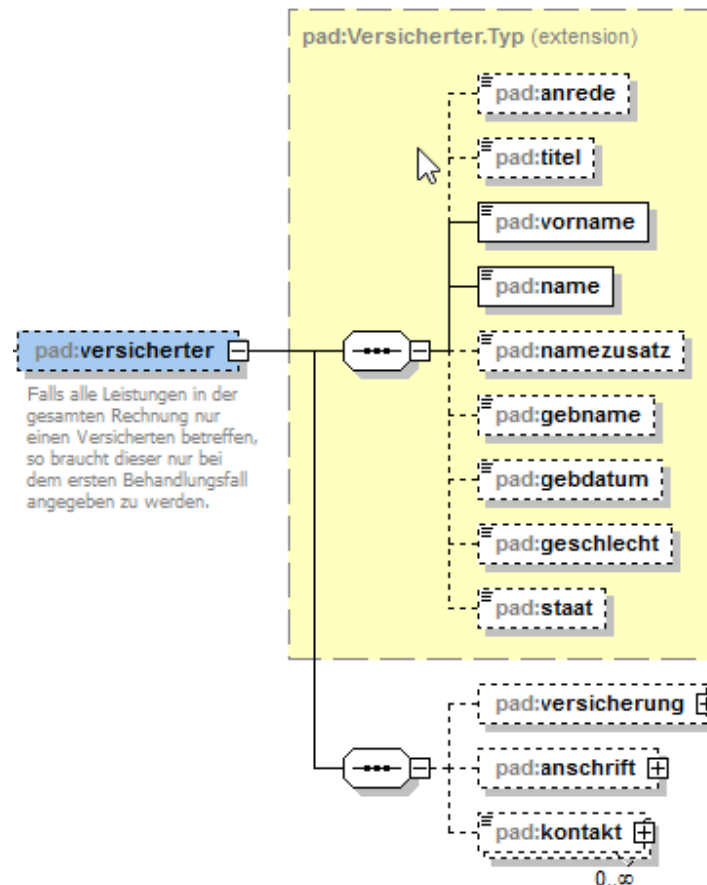 pad:Versicherter.Typ (extension)
pad:anrede
pad:titel
pad:vorname
pad:name
pad:versicherter
Falls alle Leistungen in der
gesamten Rechnung nur
einen Versicherten betreffen,
so braucht dieser nur bei
dem ersten Behandlungsfall
angegeben zu werden.
pad:namezusatz
pad:gebname
pad:gebdatum
pad:geschlecht
pad:staat
pad:versicherung
pad:anschrift
pad:kontakt
0..∞